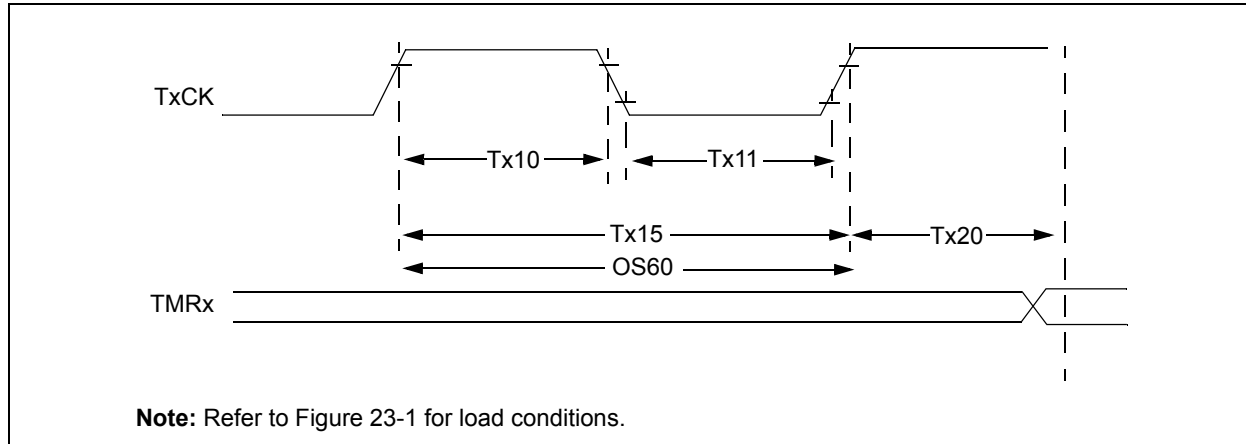 TxCK
Tx10
Tx11
Tx15
Tx20
OS60
TMRx
Note: Refer to Figure 23-1 for load conditions.